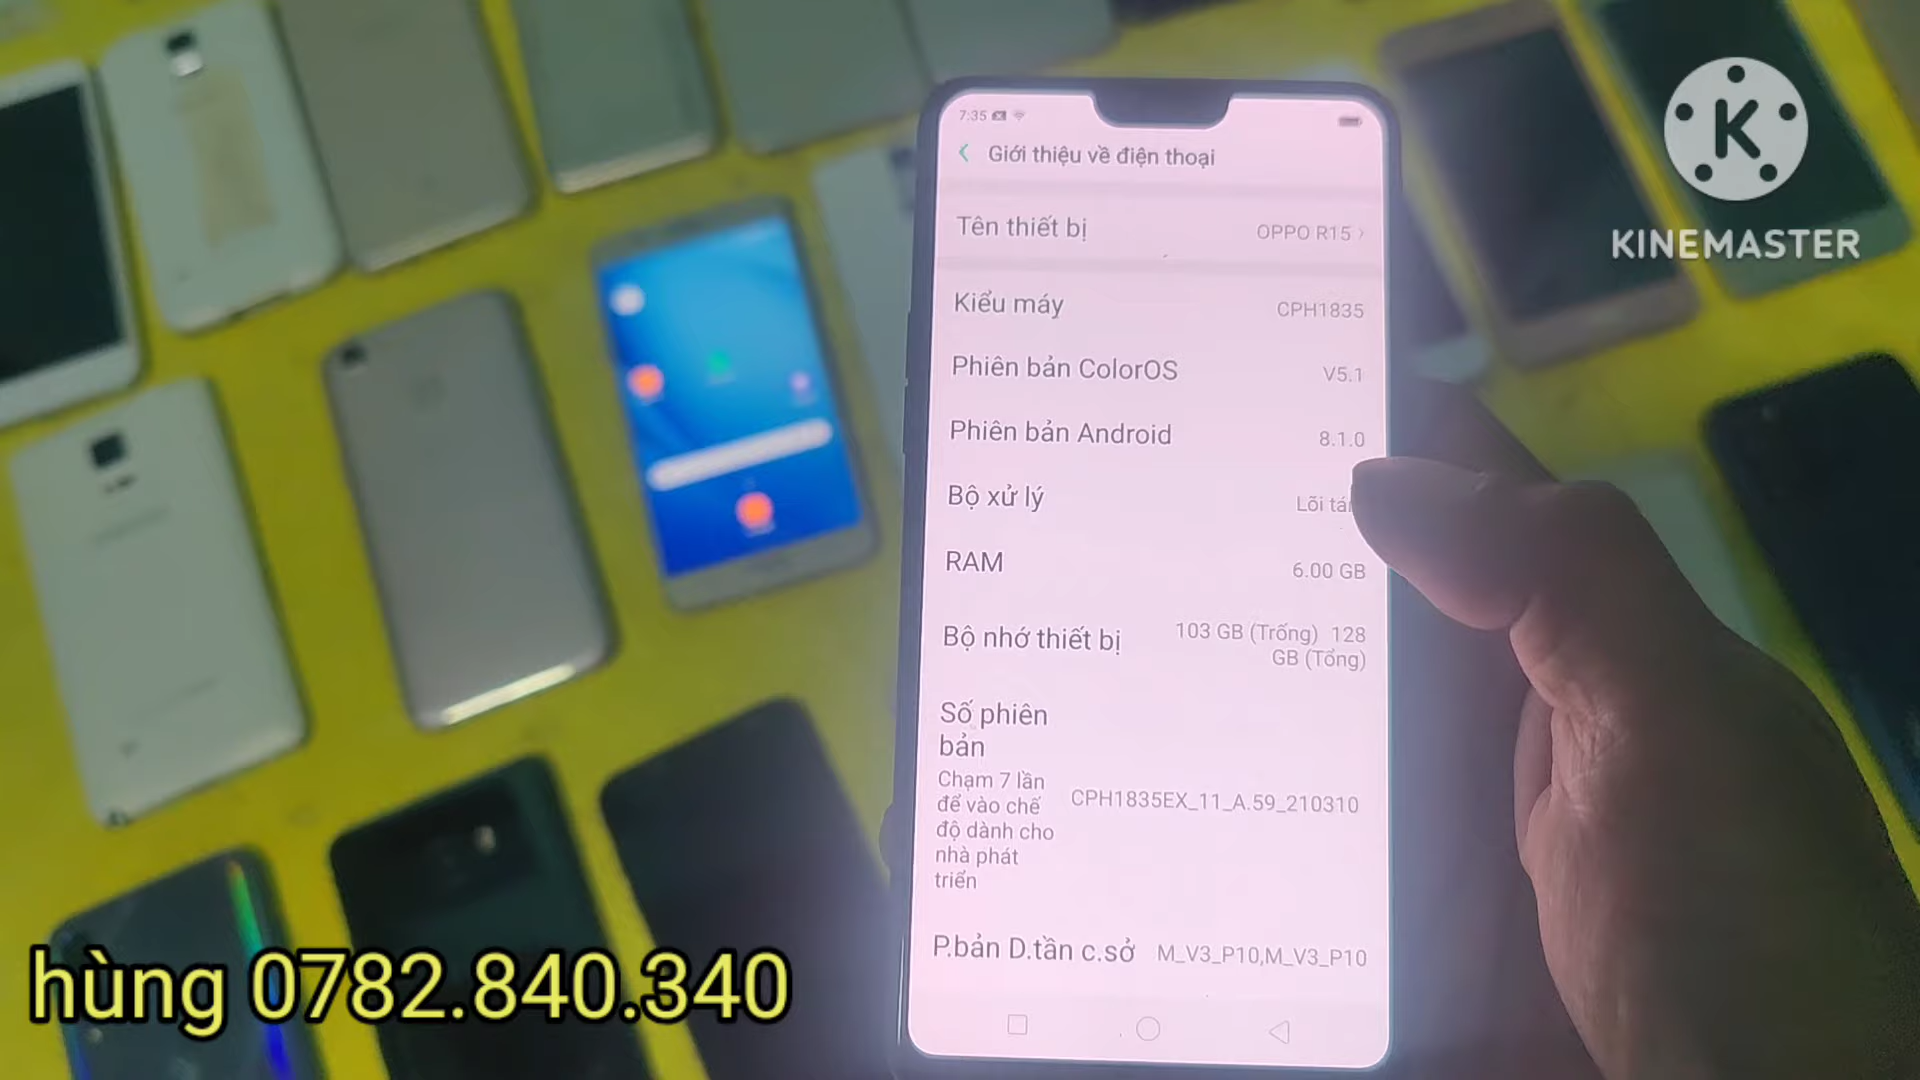 K
KINEMASTER
7:35
Giới thiệu về điện thoại
Tên thiết bị OPPO R15
Kiểu máy CPH1835
Phiên bản ColorOS V5.1
Phiên bản Android 8.1.0
Bộ xử lý Lõi
RAM 6.00 GB
Bộ nhớ thiết bị 103 GB (Trống) 128
GB (Tổng)
Số phiên
bản
Chạm 7 lần
để vào chế
độ dành cho
nhà phát
triển
CPH1835EX_11_A.59_210310
P.bản D.tần c.sở M_V3_P10,M_V3_P10
hùng 0782.840.340